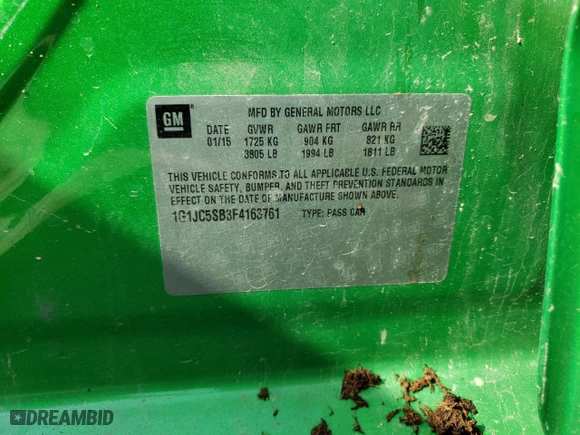 GM
MFD BY GENERAL MOTORS LLC
DATE GVWR GAWR FRT GAWR RR
01/15 1725 KG 904 KG 821 KG
3905 LB 1994 LB 1811 LB
THIS VEHICLE CONFORMS TO ALL APPLICABLE U.S. FEDERAL MOTOR
VEHICLE SAFETY, BUMPER, AND THEFT PREVENTION STANDARDS IN
EFFECT ON THE DATE OF MANUFACTURE SHOWN ABOVE.
1G1JC5SB3F4163761 TYPE: PASS CAR
DREAMBID